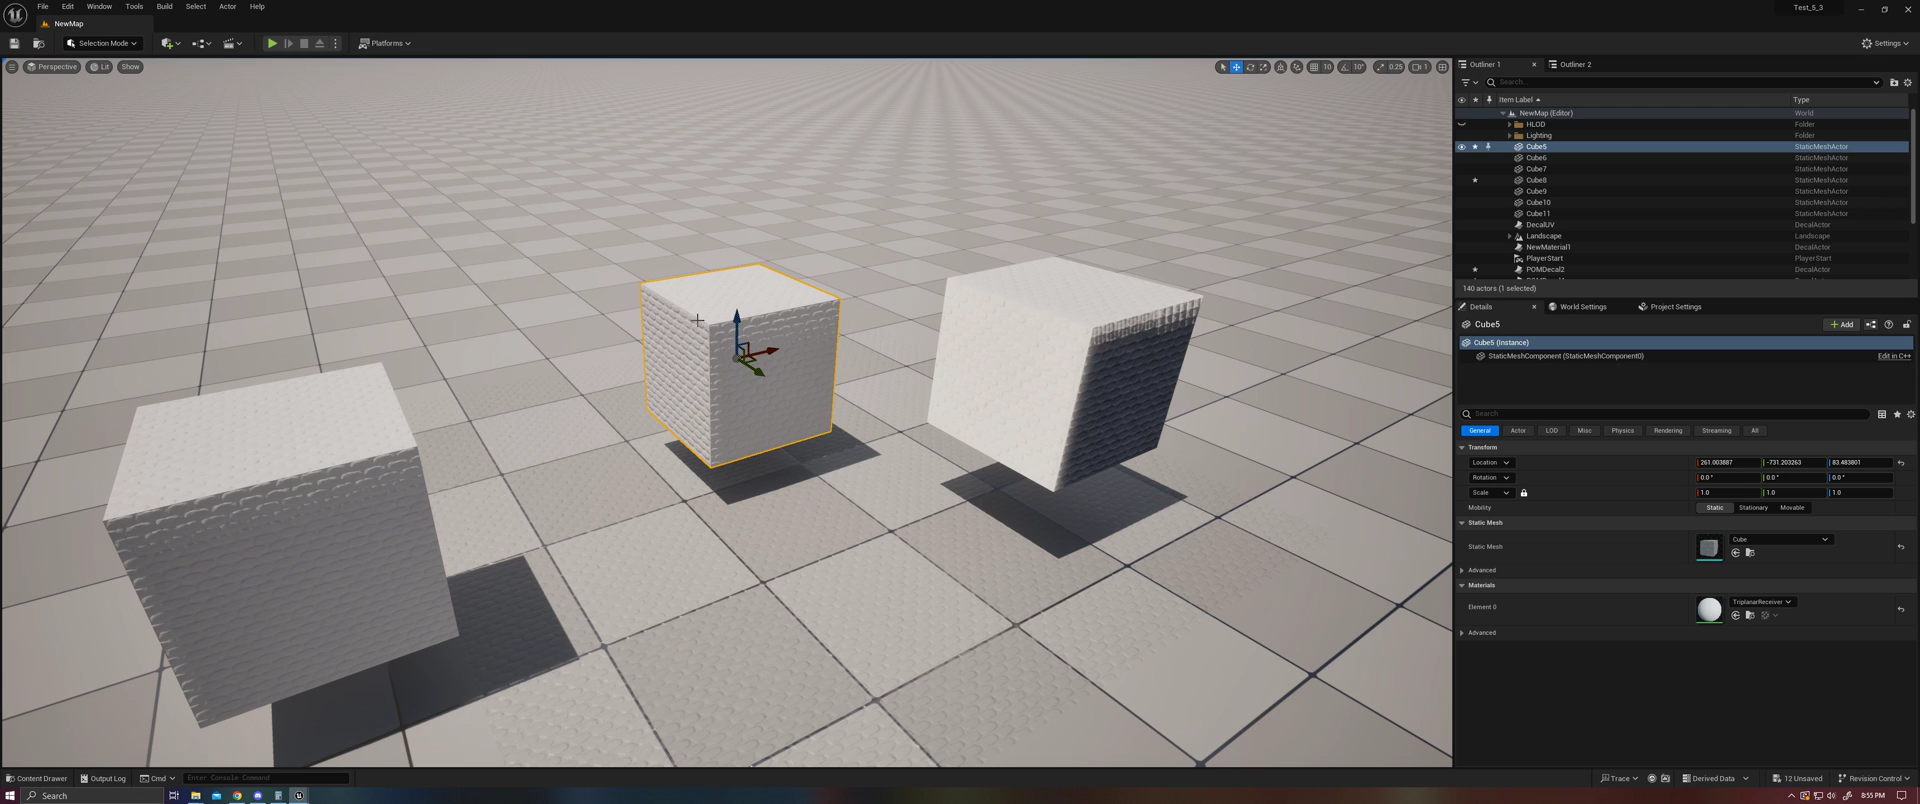 File Edit Window Tools Build Select Actor Help
Test_5_3
NewMap
Selection Mode
Platforms
Settings
Perspective Lit Show
10 10° 0.25 1
Outliner 1
Outliner 2
Search...
Item Label Type
NewMap (Editor) World
HLOD Folder
Lighting Folder
Cube5 StaticMeshActor
Cube6 StaticMeshActor
Cube7 StaticMeshActor
Cube8 StaticMeshActor
Cube9 StaticMeshActor
Cube10 StaticMeshActor
Cube11 StaticMeshActor
DecalUV DecalActor
Landscape Landscape
NewMaterial1 DecalActor
PlayerStart PlayerStart
POMDecal2 DecalActor
140 actors (1 selected)
Details
World Settings
Project Settings
Cube5
Add
Cube5 (Instance)
StaticMeshComponent (StaticMeshComponent0) Edit in C++
Search
General Actor LOD Misc Physics Rendering Streaming All
Transform
Location 261.003887 -731.203263 83.483801
Rotation 0.0° 0.0° 0.0°
Scale 1.0 1.0 1.0
Mobility Static Stationary Movable
Static Mesh
Static Mesh Cube
Advanced
Materials
Element 0 TriplanarReceiver
Advanced
Content Drawer Output Log Cmd Enter Console Command
Trace Derived Data 12 Unsaved Revision Control
Search
8:55 PM